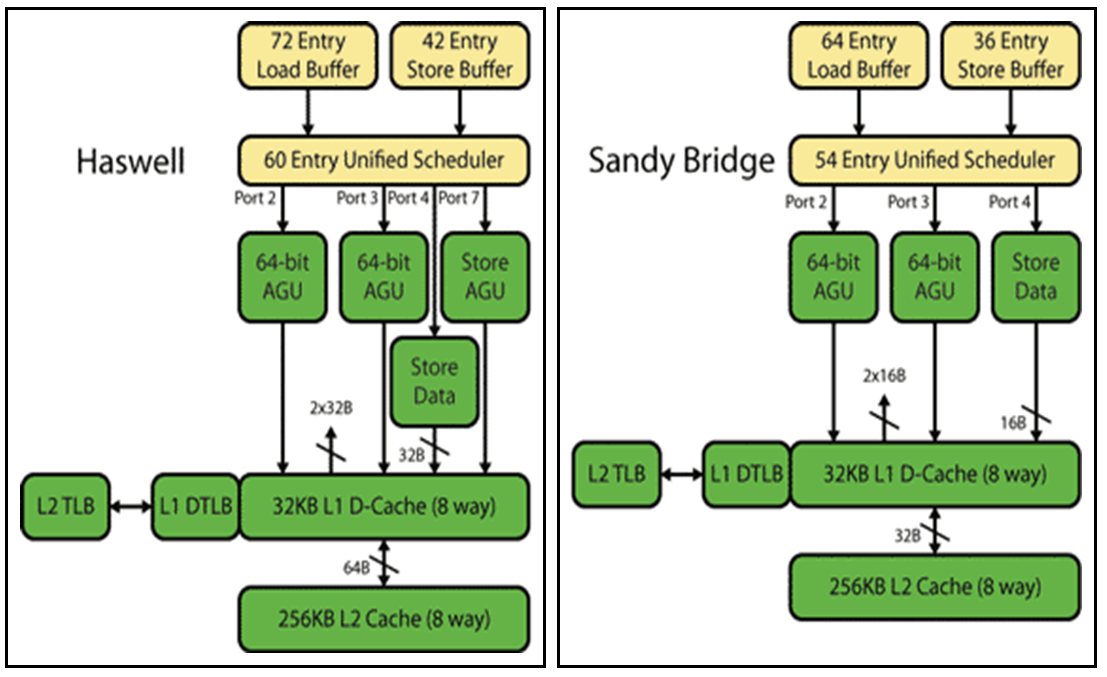 72 Entry
Load Buffer
42 Entry
Store Buffer
Haswell
60 Entry Unified Scheduler
Port 2
Port 3
Port 4
Port 7
64-bit
AGU
64-bit
AGU
Store
AGU
Store
Data
2x32B
32B
L2 TLB
L1 DTLB
32KB L1 D-Cache (8 way)
64B
256KB L2 Cache (8 way)
64 Entry
Load Buffer
36 Entry
Store Buffer
Sandy Bridge
54 Entry Unified Scheduler
Port 2
Port 3
Port 4
64-bit
AGU
64-bit
AGU
Store
Data
2x16B
16B
L2 TLB
L1 DTLB
32KB L1 D-Cache (8 way)
32B
256KB L2 Cache (8 way)